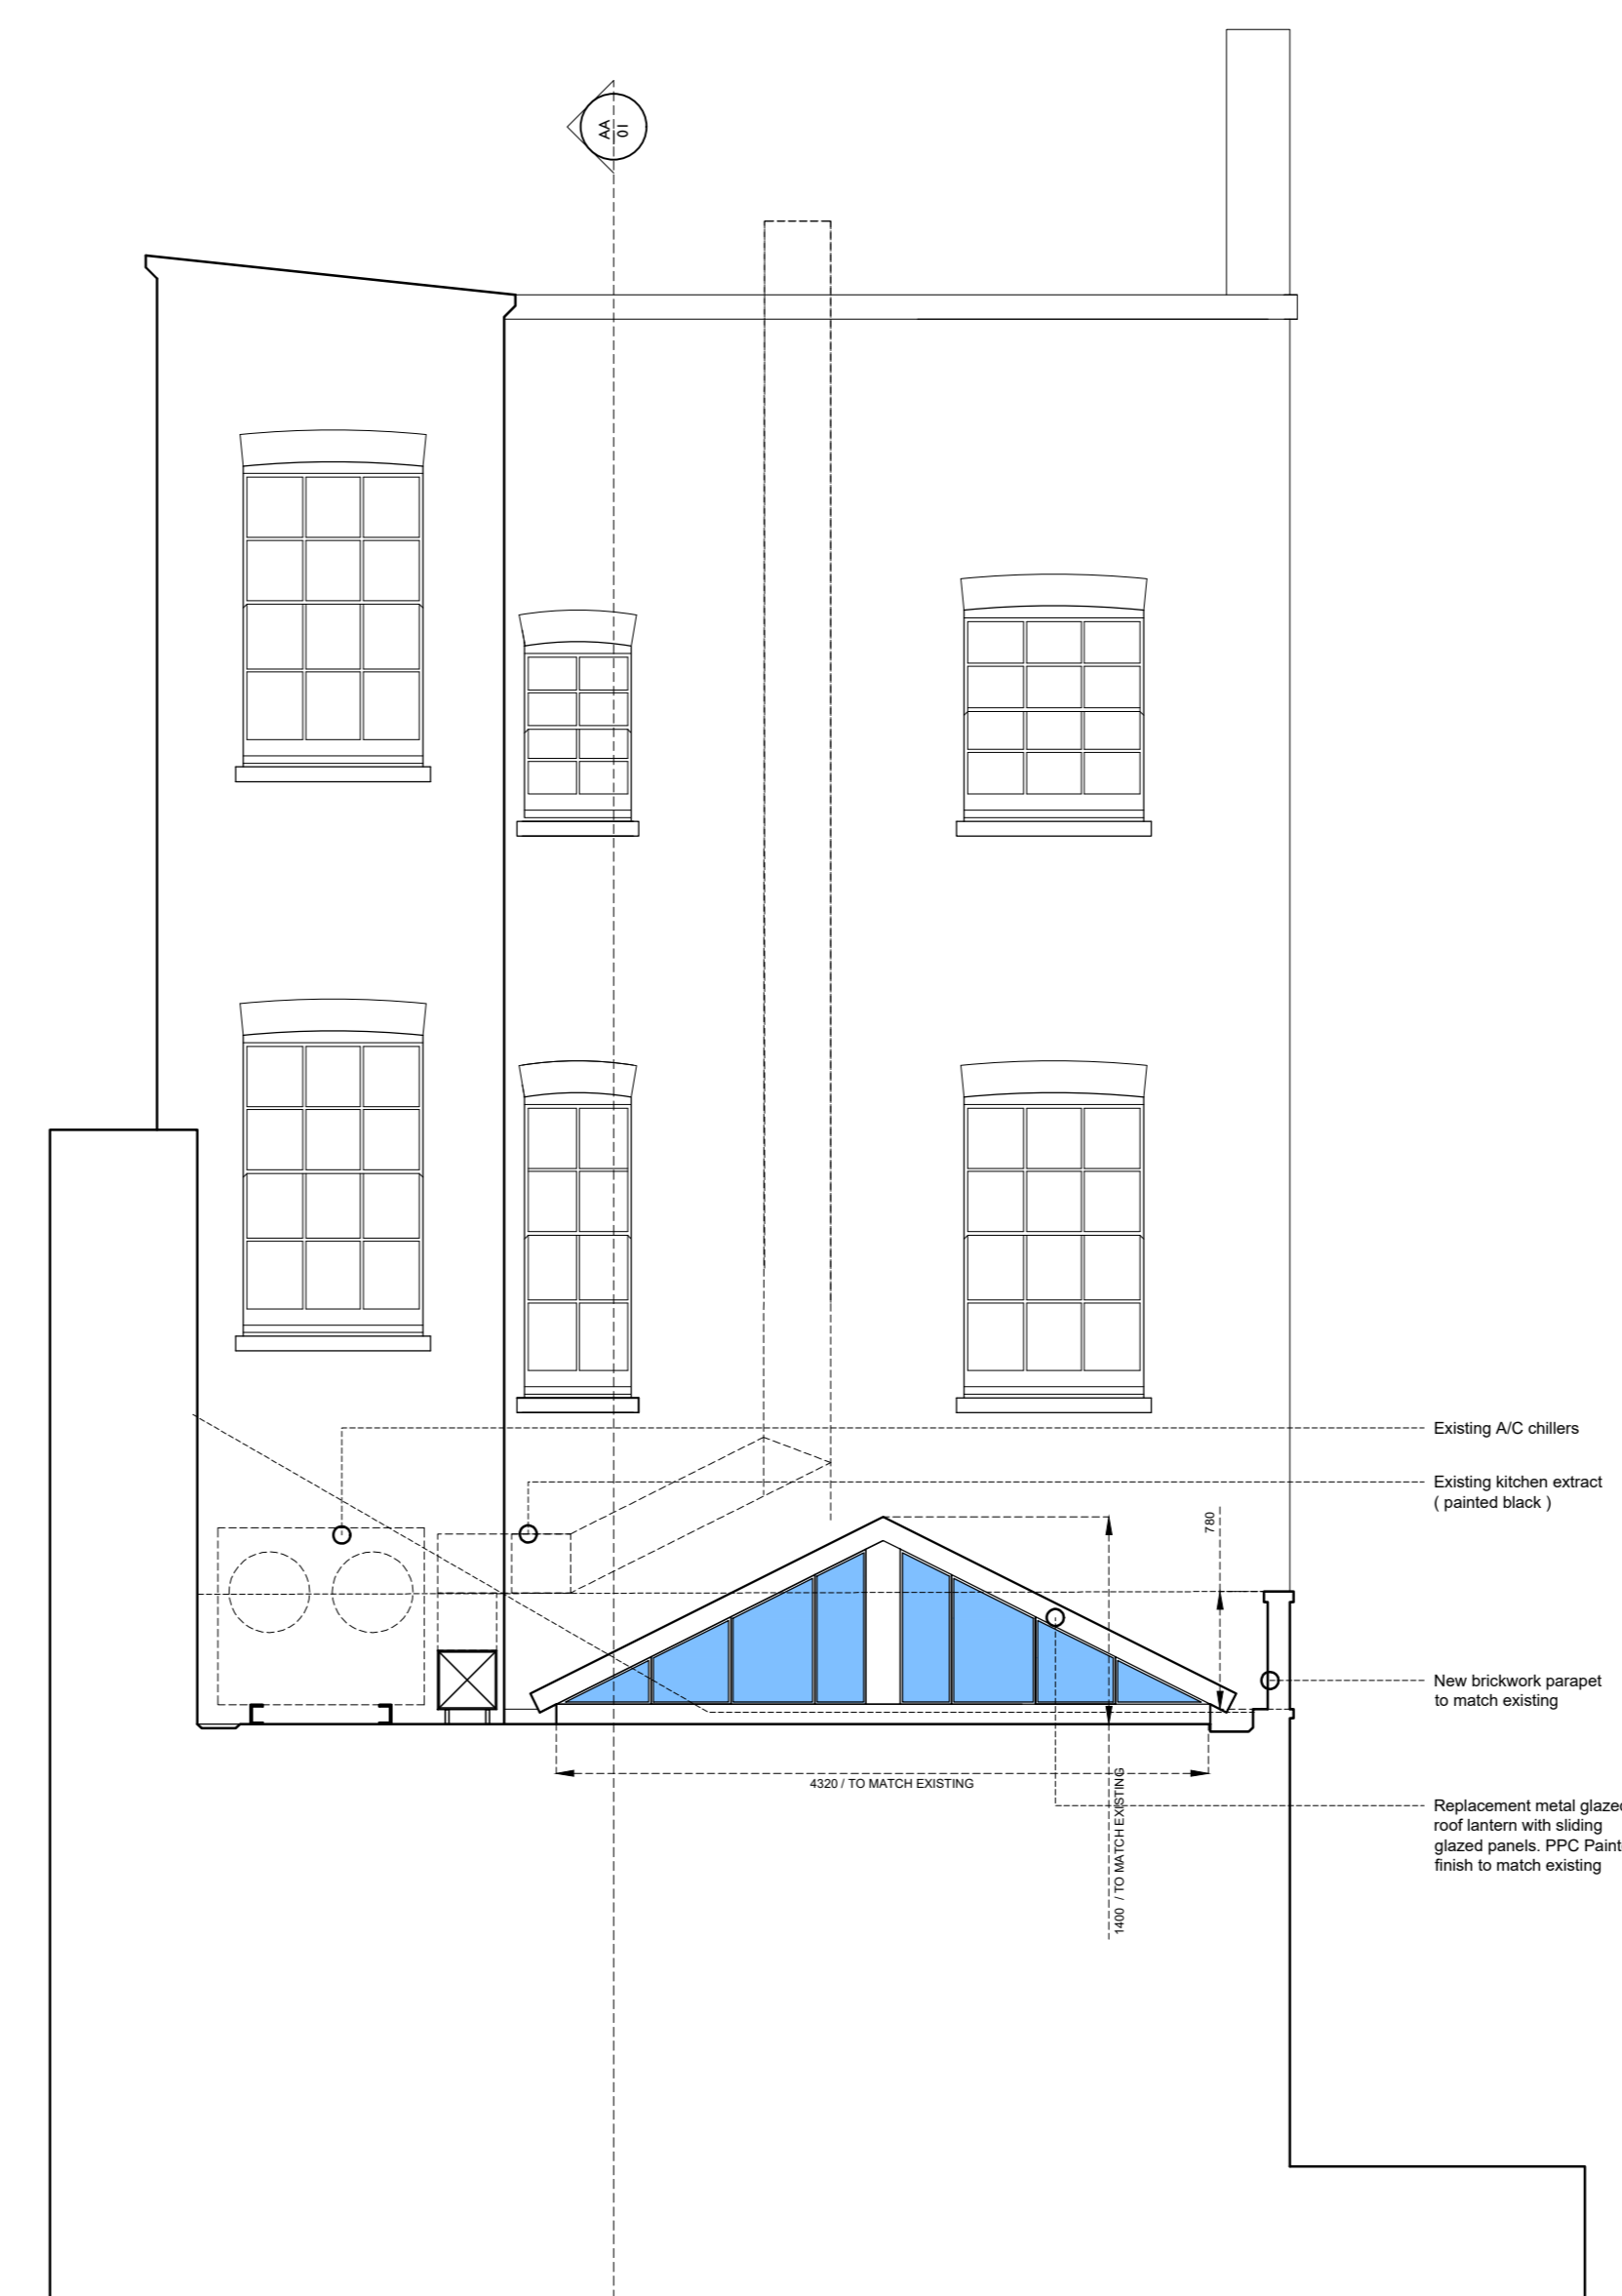 AA
01
Existing A/C chillers
Existing kitchen extract
( painted black )
780
New brickwork parapet
to match existing
4320 / TO MATCH EXISTING
1400 / TO MATCH EXISTING
Replacement metal glazed
roof lantern with sliding
glazed panels. PPC Paint
finish to match existing